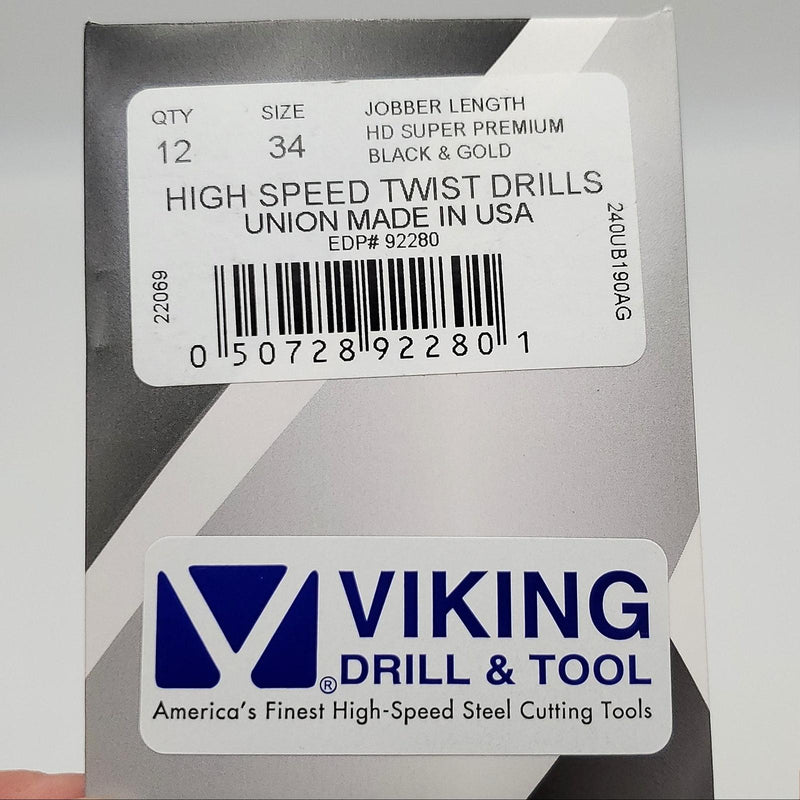 QTY SIZE JOBBER LENGTH
12 34 HD SUPER PREMIUM
BLACK & GOLD
HIGH SPEED TWIST DRILLS
UNION MADE IN USA
EDP# 92280
22069
240UB190AG
0 50728 92280 1
VIKING
® DRILL & TOOL
America's Finest High-Speed Steel Cutting Tools